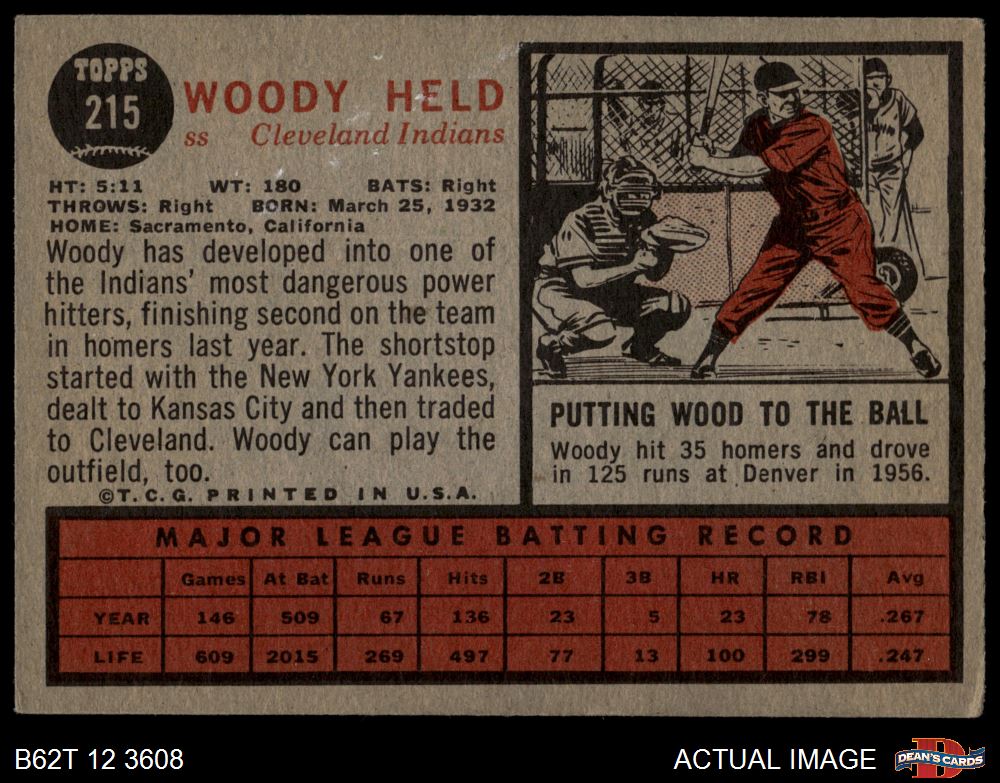 TOPPS
215
WOODY HELD
ss Cleveland Indians
HT: 5:11 WT: 180 BATS: Right
THROWS: Right BORN: March 25, 1932
HOME: Sacramento, California
Woody has developed into one of
the Indians' most dangerous power
hitters, finishing second on the team
in homers last year. The shortstop
started with the New York Yankees,
dealt to Kansas City and then traded
to Cleveland. Woody can play the
outfield, too.
©T.C.G. PRINTED IN U.S.A.
PUTTING WOOD TO THE BALL
Woody hit 35 homers and drove
in 125 runs at Denver in 1956.
MAJOR LEAGUE BATTING RECORD
Games At Bat Runs Hits 2B 3B HR RBI Avg
YEAR 146 509 67 136 23 5 23 78 .267
LIFE 609 2015 269 497 77 13 100 299 .247
B62T 12 3608 ACTUAL IMAGE
D
DEAN'S CARDS